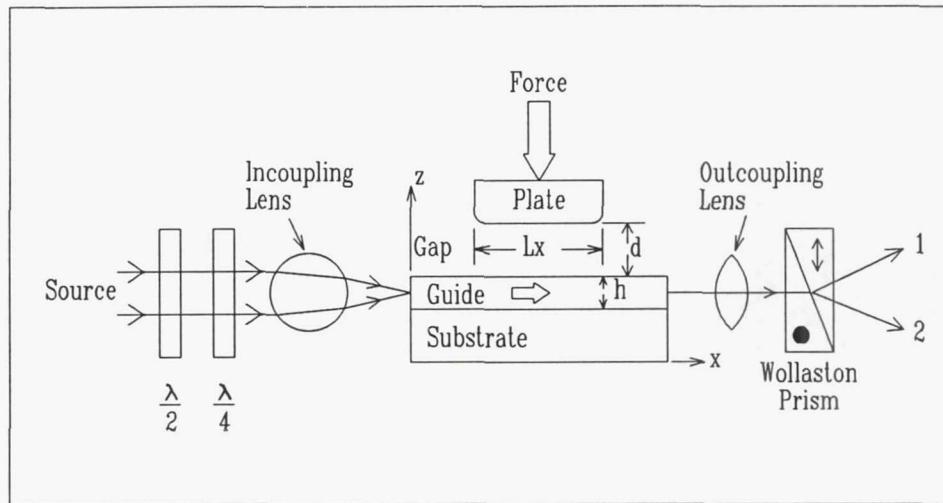 Force
Incoupling
Lens
z
Plate
Outcoupling
Lens
Gap
Lx
d
1
Source
Guide
h
Substrate
2
x
Wollaston
Prism
λ/2
λ/4